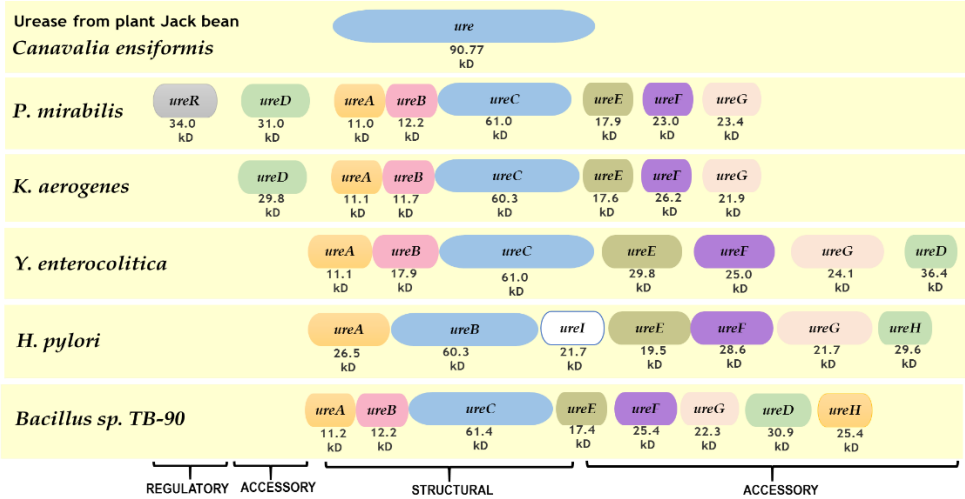 Urease from plant Jack bean
Canavalia ensiformis
ure
90.77
kD
P. mirabilis
ureR ureD ureA ureB ureC ureE ureF ureG
34.0 31.0 11.0 12.2 61.0 17.9 23.0 23.4
kD kD kD kD kD kD kD kD
K. aerogenes
ureD ureA ureB ureC ureE ureF ureG
29.8 11.1 11.7 60.3 17.6 26.2 21.9
kD kD kD kD kD kD kD
Y. enterocolitica
ureA ureB ureC ureE ureF ureG ureD
11.1 17.9 61.0 29.8 25.0 24.1 36.4
kD kD kD kD kD kD kD
H. pylori
ureA ureB ureI ureE ureF ureG ureH
26.5 60.3 21.7 19.5 28.6 21.7 29.6
kD kD kD kD kD kD kD
Bacillus sp. TB-90
ureA ureB ureC ureE ureF ureG ureD ureH
11.2 12.2 61.4 17.4 25.4 22.3 30.9 25.4
kD kD kD kD kD kD kD kD
REGULATORY ACCESSORY STRUCTURAL ACCESSORY